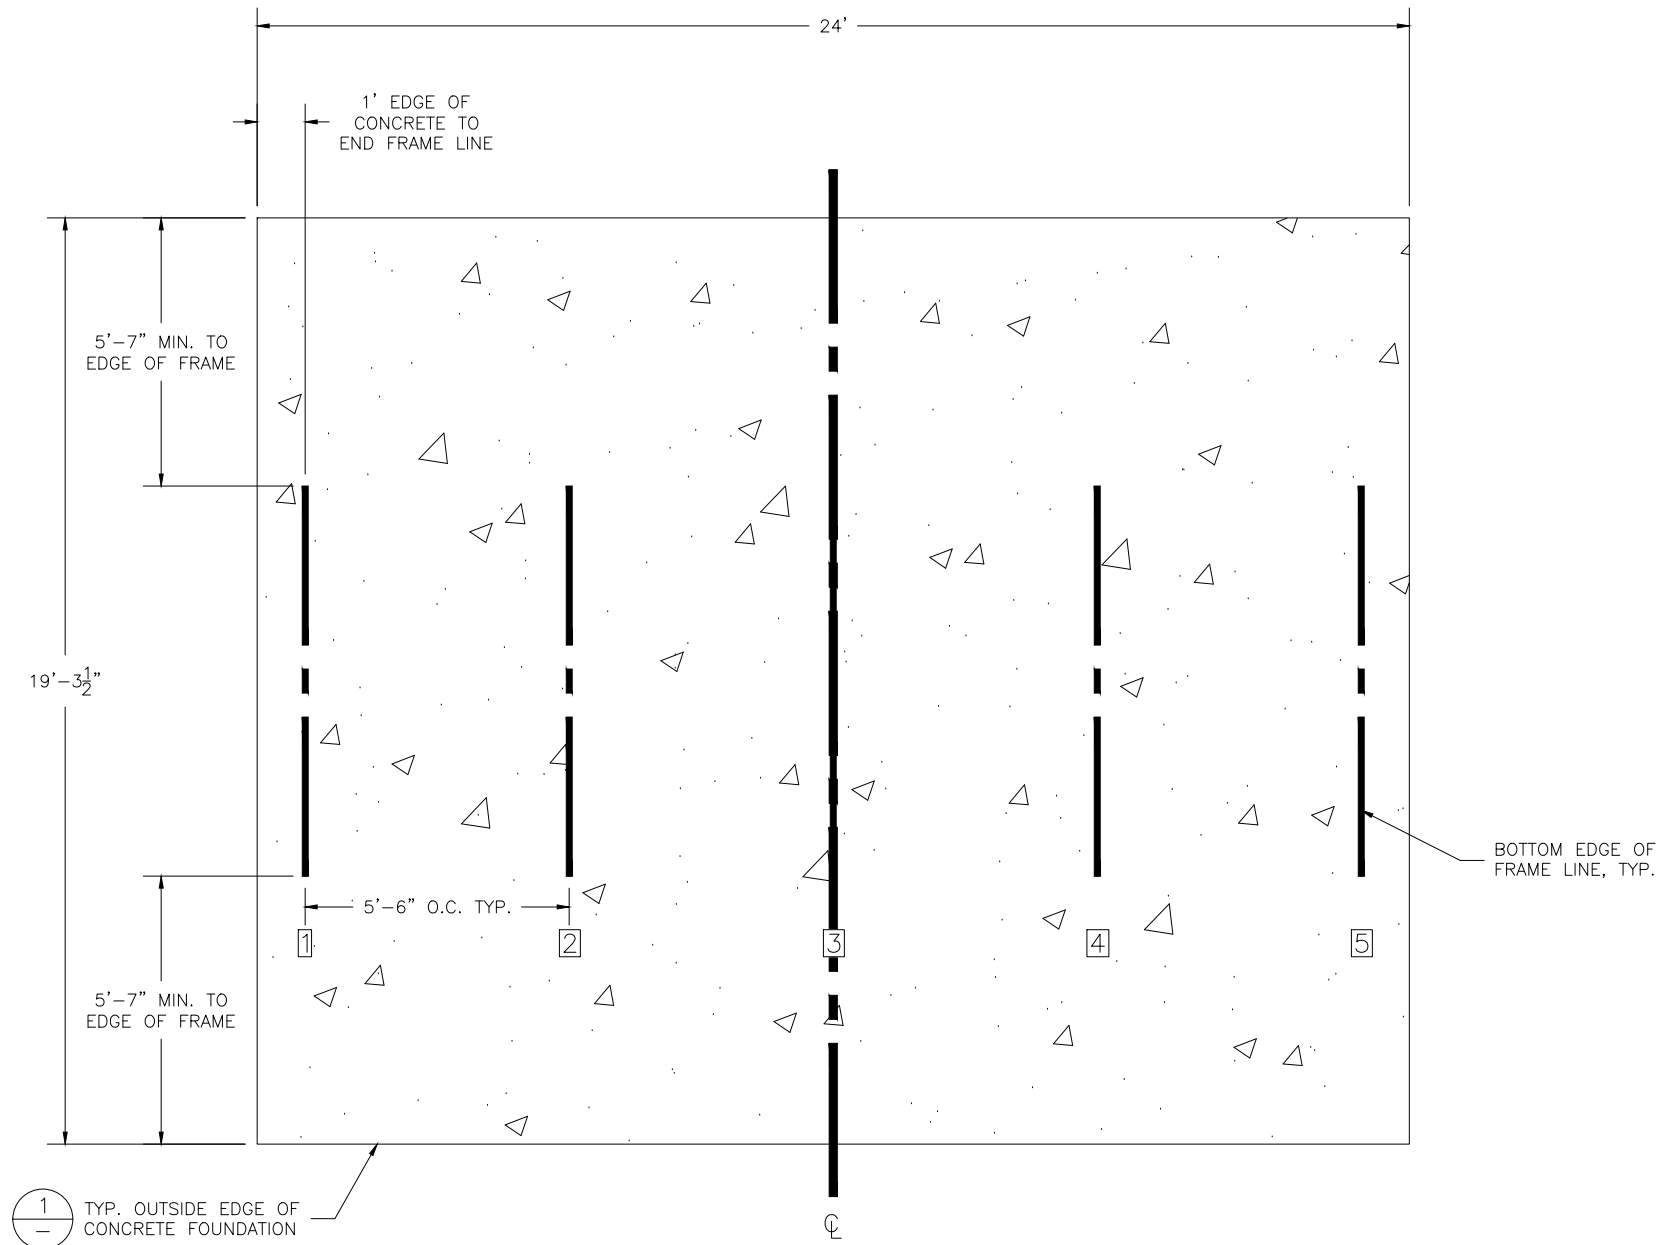 24'
1' EDGE OF
CONCRETE TO
END FRAME LINE
5'-7" MIN. TO
EDGE OF FRAME
19'-3½"
BOTTOM EDGE OF
FRAME LINE, TYP.
5'-6" O.C. TYP.
1 2 3 4 5
5'-7" MIN. TO
EDGE OF FRAME
1
-
TYP. OUTSIDE EDGE OF
CONCRETE FOUNDATION
℄